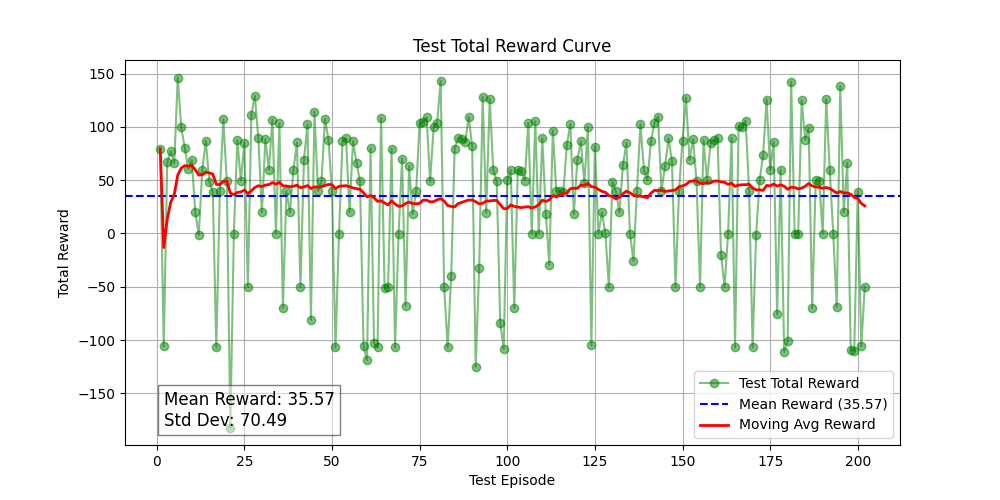 Test Total Reward Curve
Total Reward
150
100
50
0
−50
−100
−150
Mean Reward: 35.57
Std Dev: 70.49
Test Total Reward
Mean Reward (35.57)
Moving Avg Reward
0 25 50 75 100 125 150 175 200
Test Episode